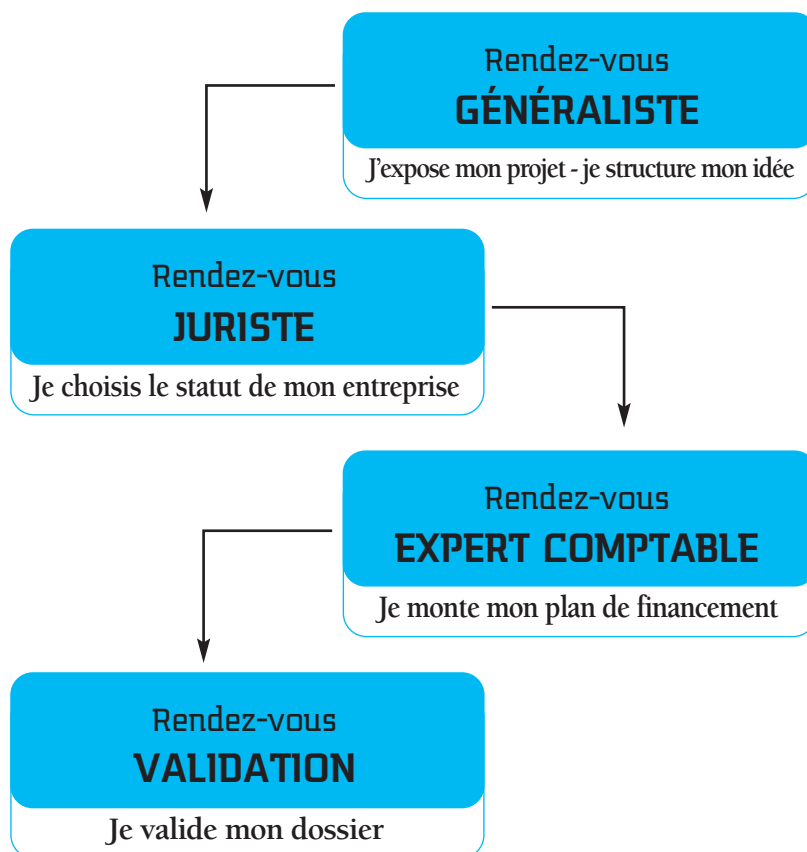 Rendez-vous
GÉNÉRALISTE
J'expose mon projet - je structure mon idée
Rendez-vous
JURISTE
Je choisis le statut de mon entreprise
Rendez-vous
EXPERT COMPTABLE
Je monte mon plan de financement
Rendez-vous
VALIDATION
Je valide mon dossier